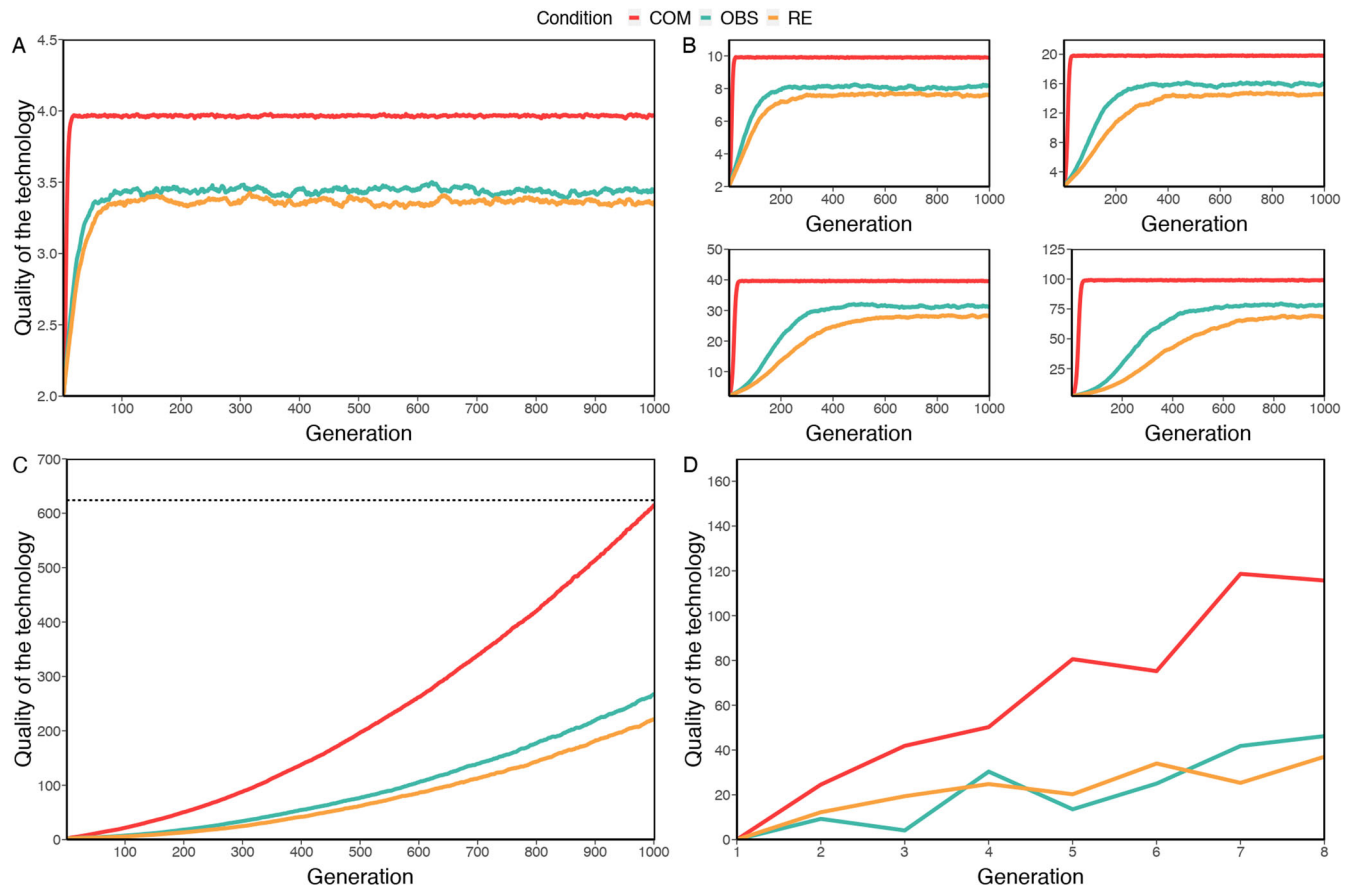 Condition COM OBS RE
A
4.5
4.0
3.5
3.0
2.5
2.0
Quality of the technology
100 200 300 400 500 600 700 800 900 1000
Generation
B
10
8
6
4
2
200 400 600 800 1000
Generation
20
16
12
8
4
200 400 600 800 1000
Generation
50
40
30
20
10
200 400 600 800 1000
Generation
125
100
75
50
25
200 400 600 800 1000
Generation
C
700
600
500
400
300
200
100
0
Quality of the technology
100 200 300 400 500 600 700 800 900 1000
Generation
D
160
140
120
100
80
60
40
20
0
Quality of the technology
1 2 3 4 5 6 7 8
Generation